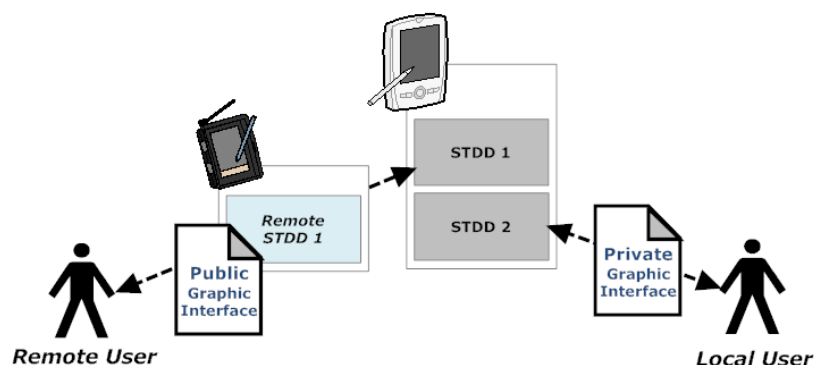 STDD 1
Remote
STDD 1
STDD 2
Public
Graphic
Interface
Private
Graphic
Interface
Remote User
Local User